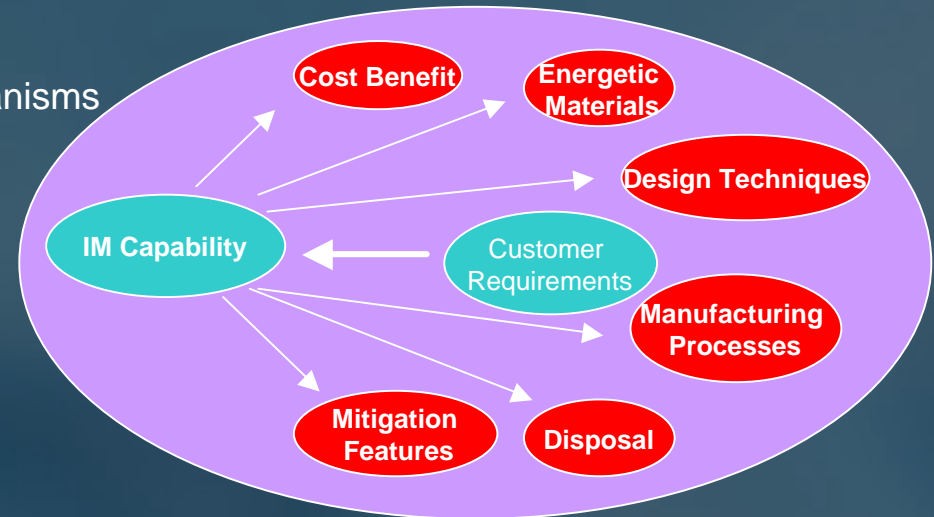 anisms
Cost Benefit
Energetic
Materials
Design Techniques
IM Capability
Customer
Requirements
Manufacturing
Processes
Mitigation
Features
Disposal